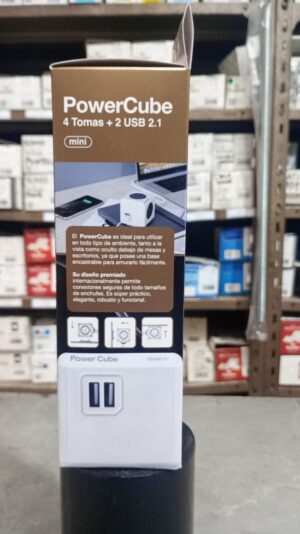 PowerCube
4 Tomas + 2 USB 2.1
mini
El PowerCube es ideal para utilizar
en todo tipo de ambiente, tanto a la
vista como oculto debajo de mesas y
escritorios, ya que posee una base
encastrable para amurarlo fácilmente.
Su diseño premiado
internacionalmente permite
conexiones seguras de todo tamaños
de enchufes. Es súper práctico,
elegante, robusto y funcional.
Power Cube